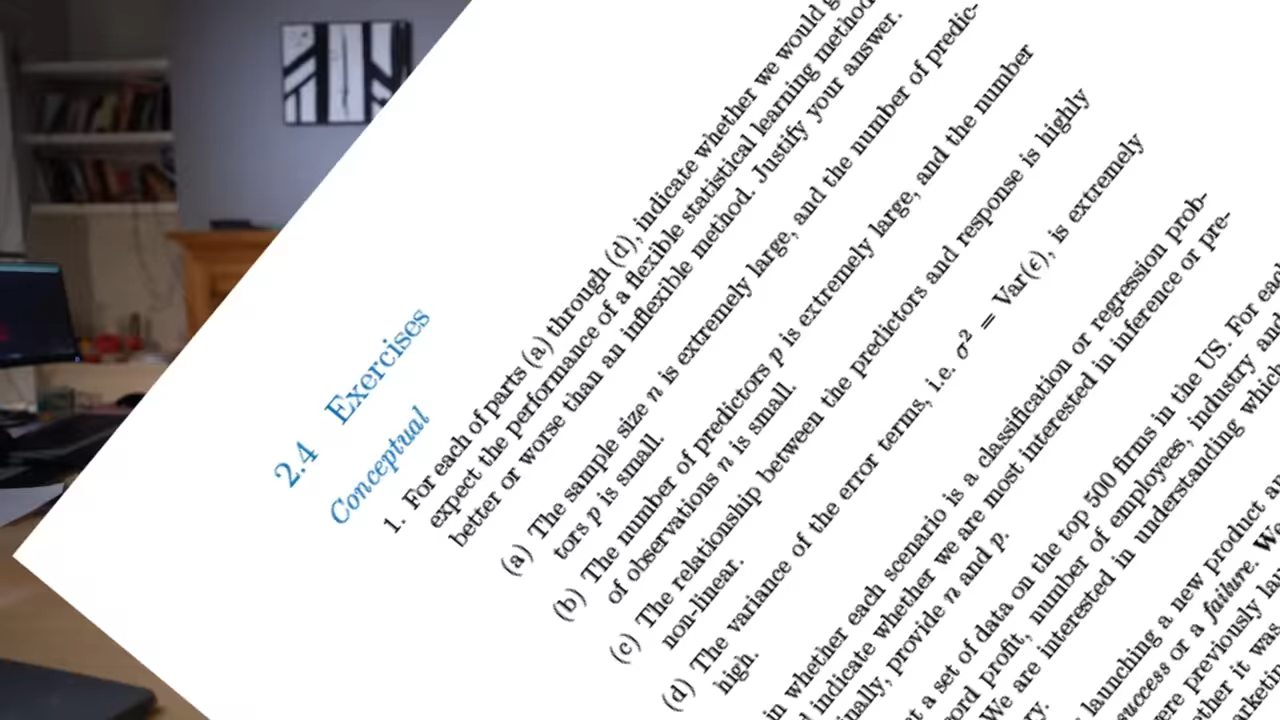 2.4 Exercises
Conceptual
1. For each of parts (a) through (d), indicate whether we would
expect the performance of a flexible statistical learning method
better or worse than an inflexible method. Justify your answer.
(a) The sample size n is extremely large, and the number of predic-
tors p is small.
(b) The number of predictors p is extremely large, and the number
of observations n is small.
(c) The relationship between the predictors and response is highly
non-linear.
(d) The variance of the error terms, i.e. σ² = Var(ϵ), is extremely
high.
whether each scenario is a classification or regression prob-
indicate whether we are most interested in inference or pre-
provide n and p.
a set of data on the top 500 firms in the US. For
profit, number of employees, industry and
We are interested in understanding which
launching a new product
success or a failure. We
previously
it was